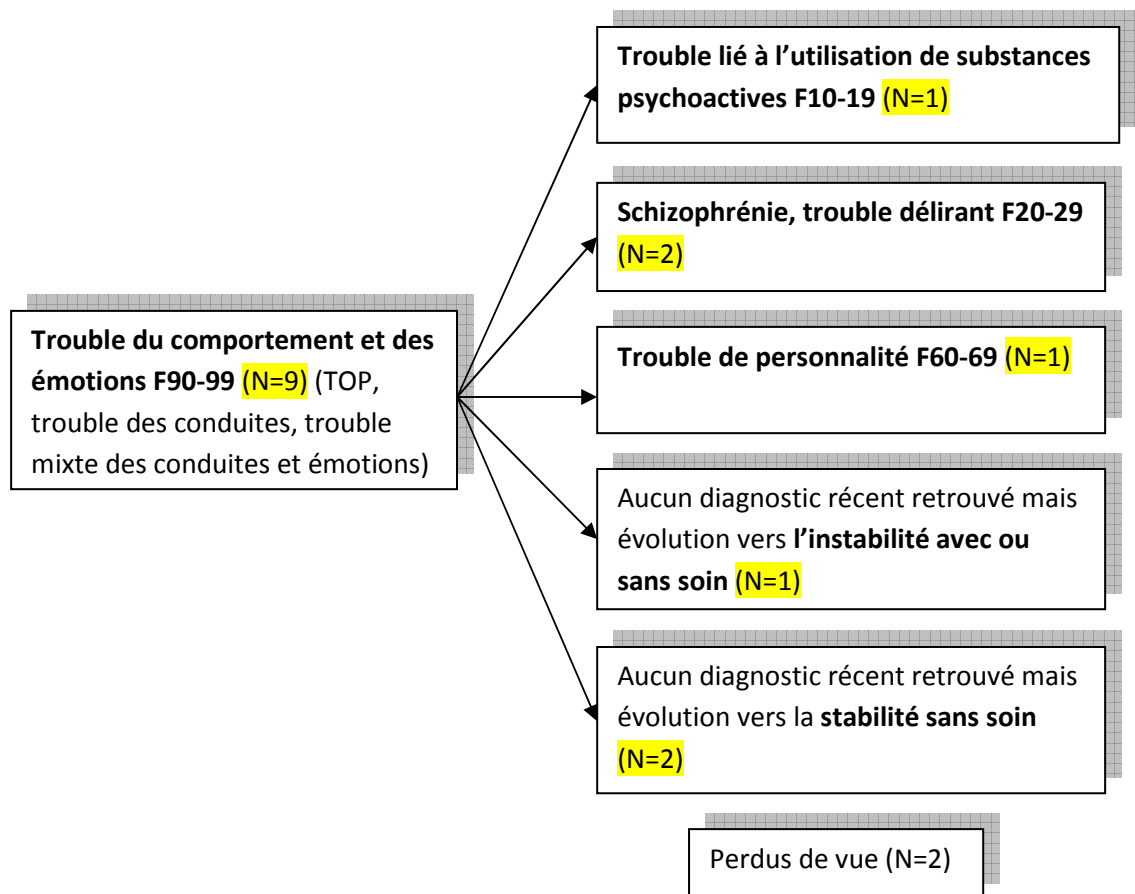 Trouble lié à l’utilisation de substances
psychoactives F10-19 (N=1)
Schizophrénie, trouble délirant F20-29
(N=2)
Trouble du comportement et des
émotions F90-99 (N=9) (TOP,
trouble des conduites, trouble
mixte des conduites et émotions)
Trouble de personnalité F60-69 (N=1)
Aucun diagnostic récent retrouvé mais
évolution vers l’instabilité avec ou
sans soin (N=1)
Aucun diagnostic récent retrouvé mais
évolution vers la stabilité sans soin
(N=2)
Perdus de vue (N=2)